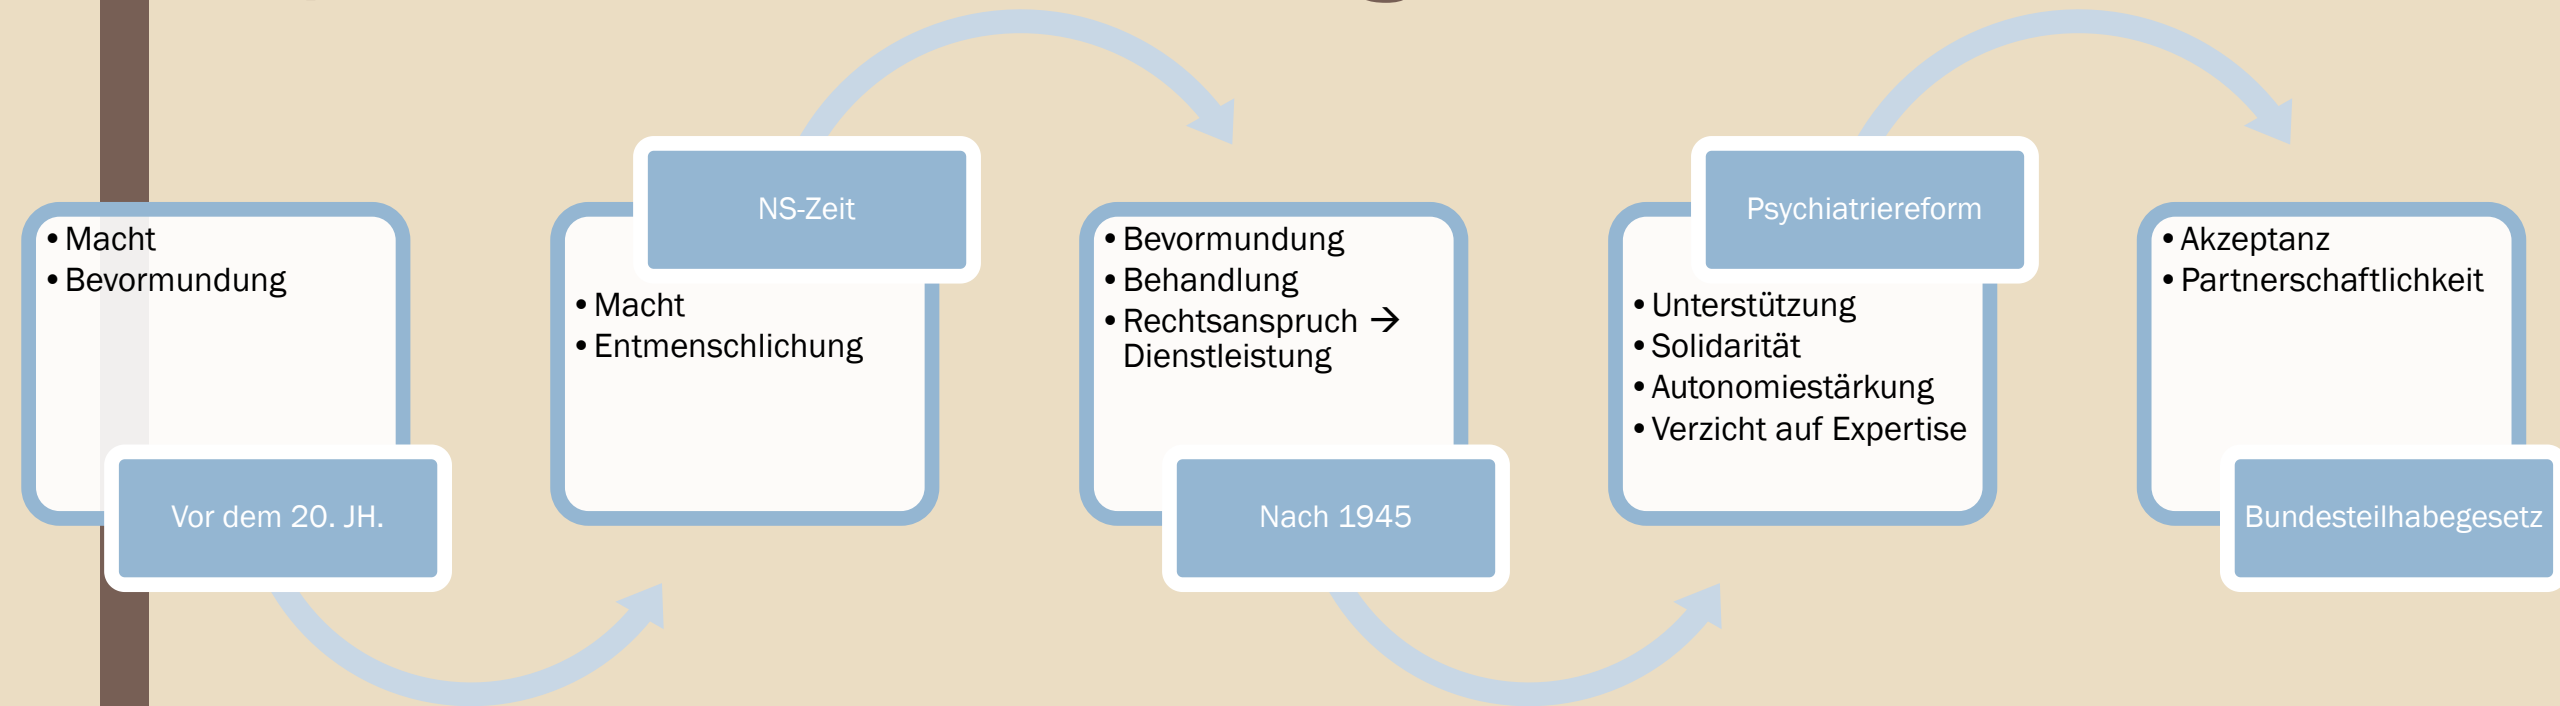 • Macht
• Bevormundung
Vor dem 20. JH.
NS-Zeit
• Macht
• Entmenschlichung
• Bevormundung
• Behandlung
• Rechtsanspruch →
Dienstleistung
Nach 1945
Psychiatriereform
• Unterstützung
• Solidarität
• Autonomiestärkung
• Verzicht auf Expertise
• Akzeptanz
• Partnerschaftlichkeit
Bundesteilhabegesetz